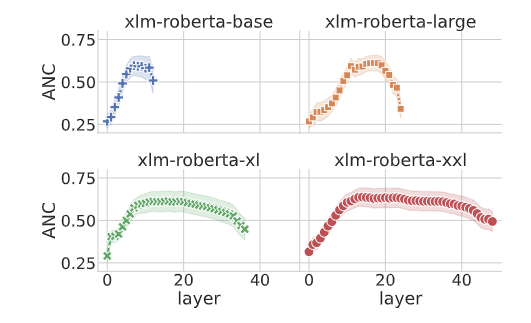 xlm-roberta-base xlm-roberta-large
0.75
0.50
0.25
ANC
xlm-roberta-xl xlm-roberta-xxl
0.75
0.50
0.25
ANC
0 20 40 0 20 40
layer layer